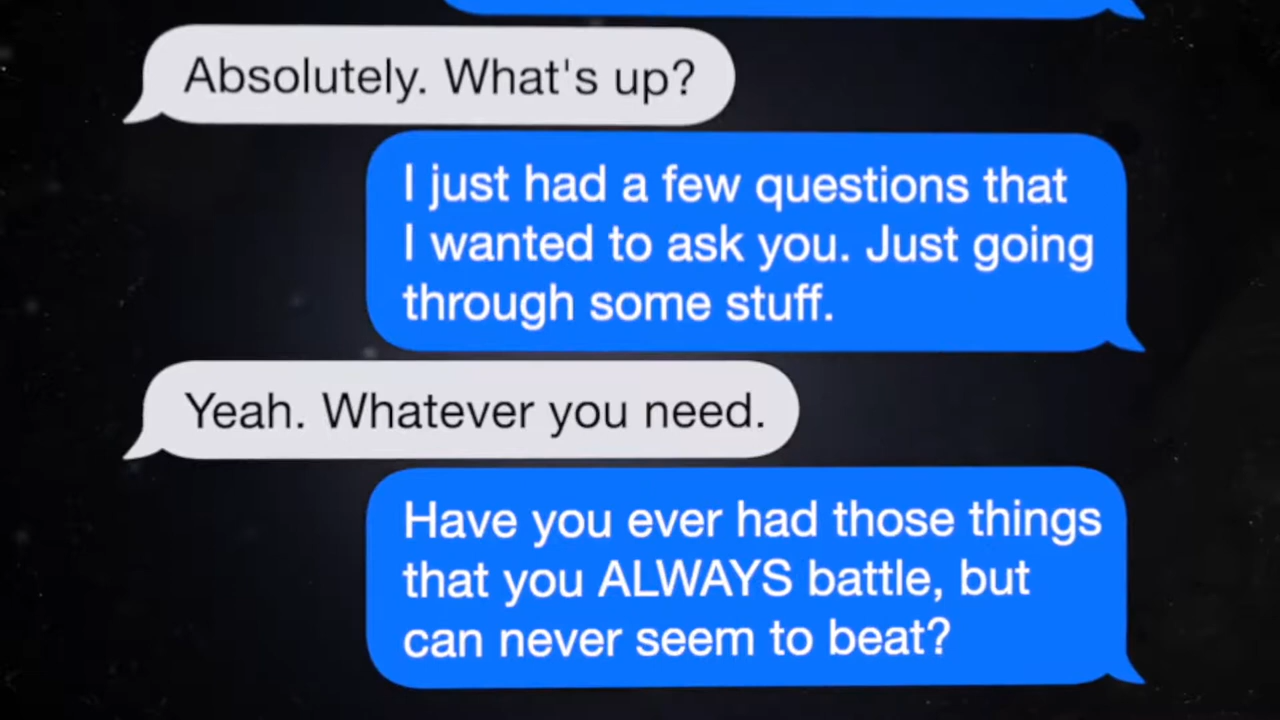 Absolutely. What's up?
I just had a few questions that
I wanted to ask you. Just going
through some stuff.
Yeah. Whatever you need.
Have you ever had those things
that you ALWAYS battle, but
can never seem to beat?